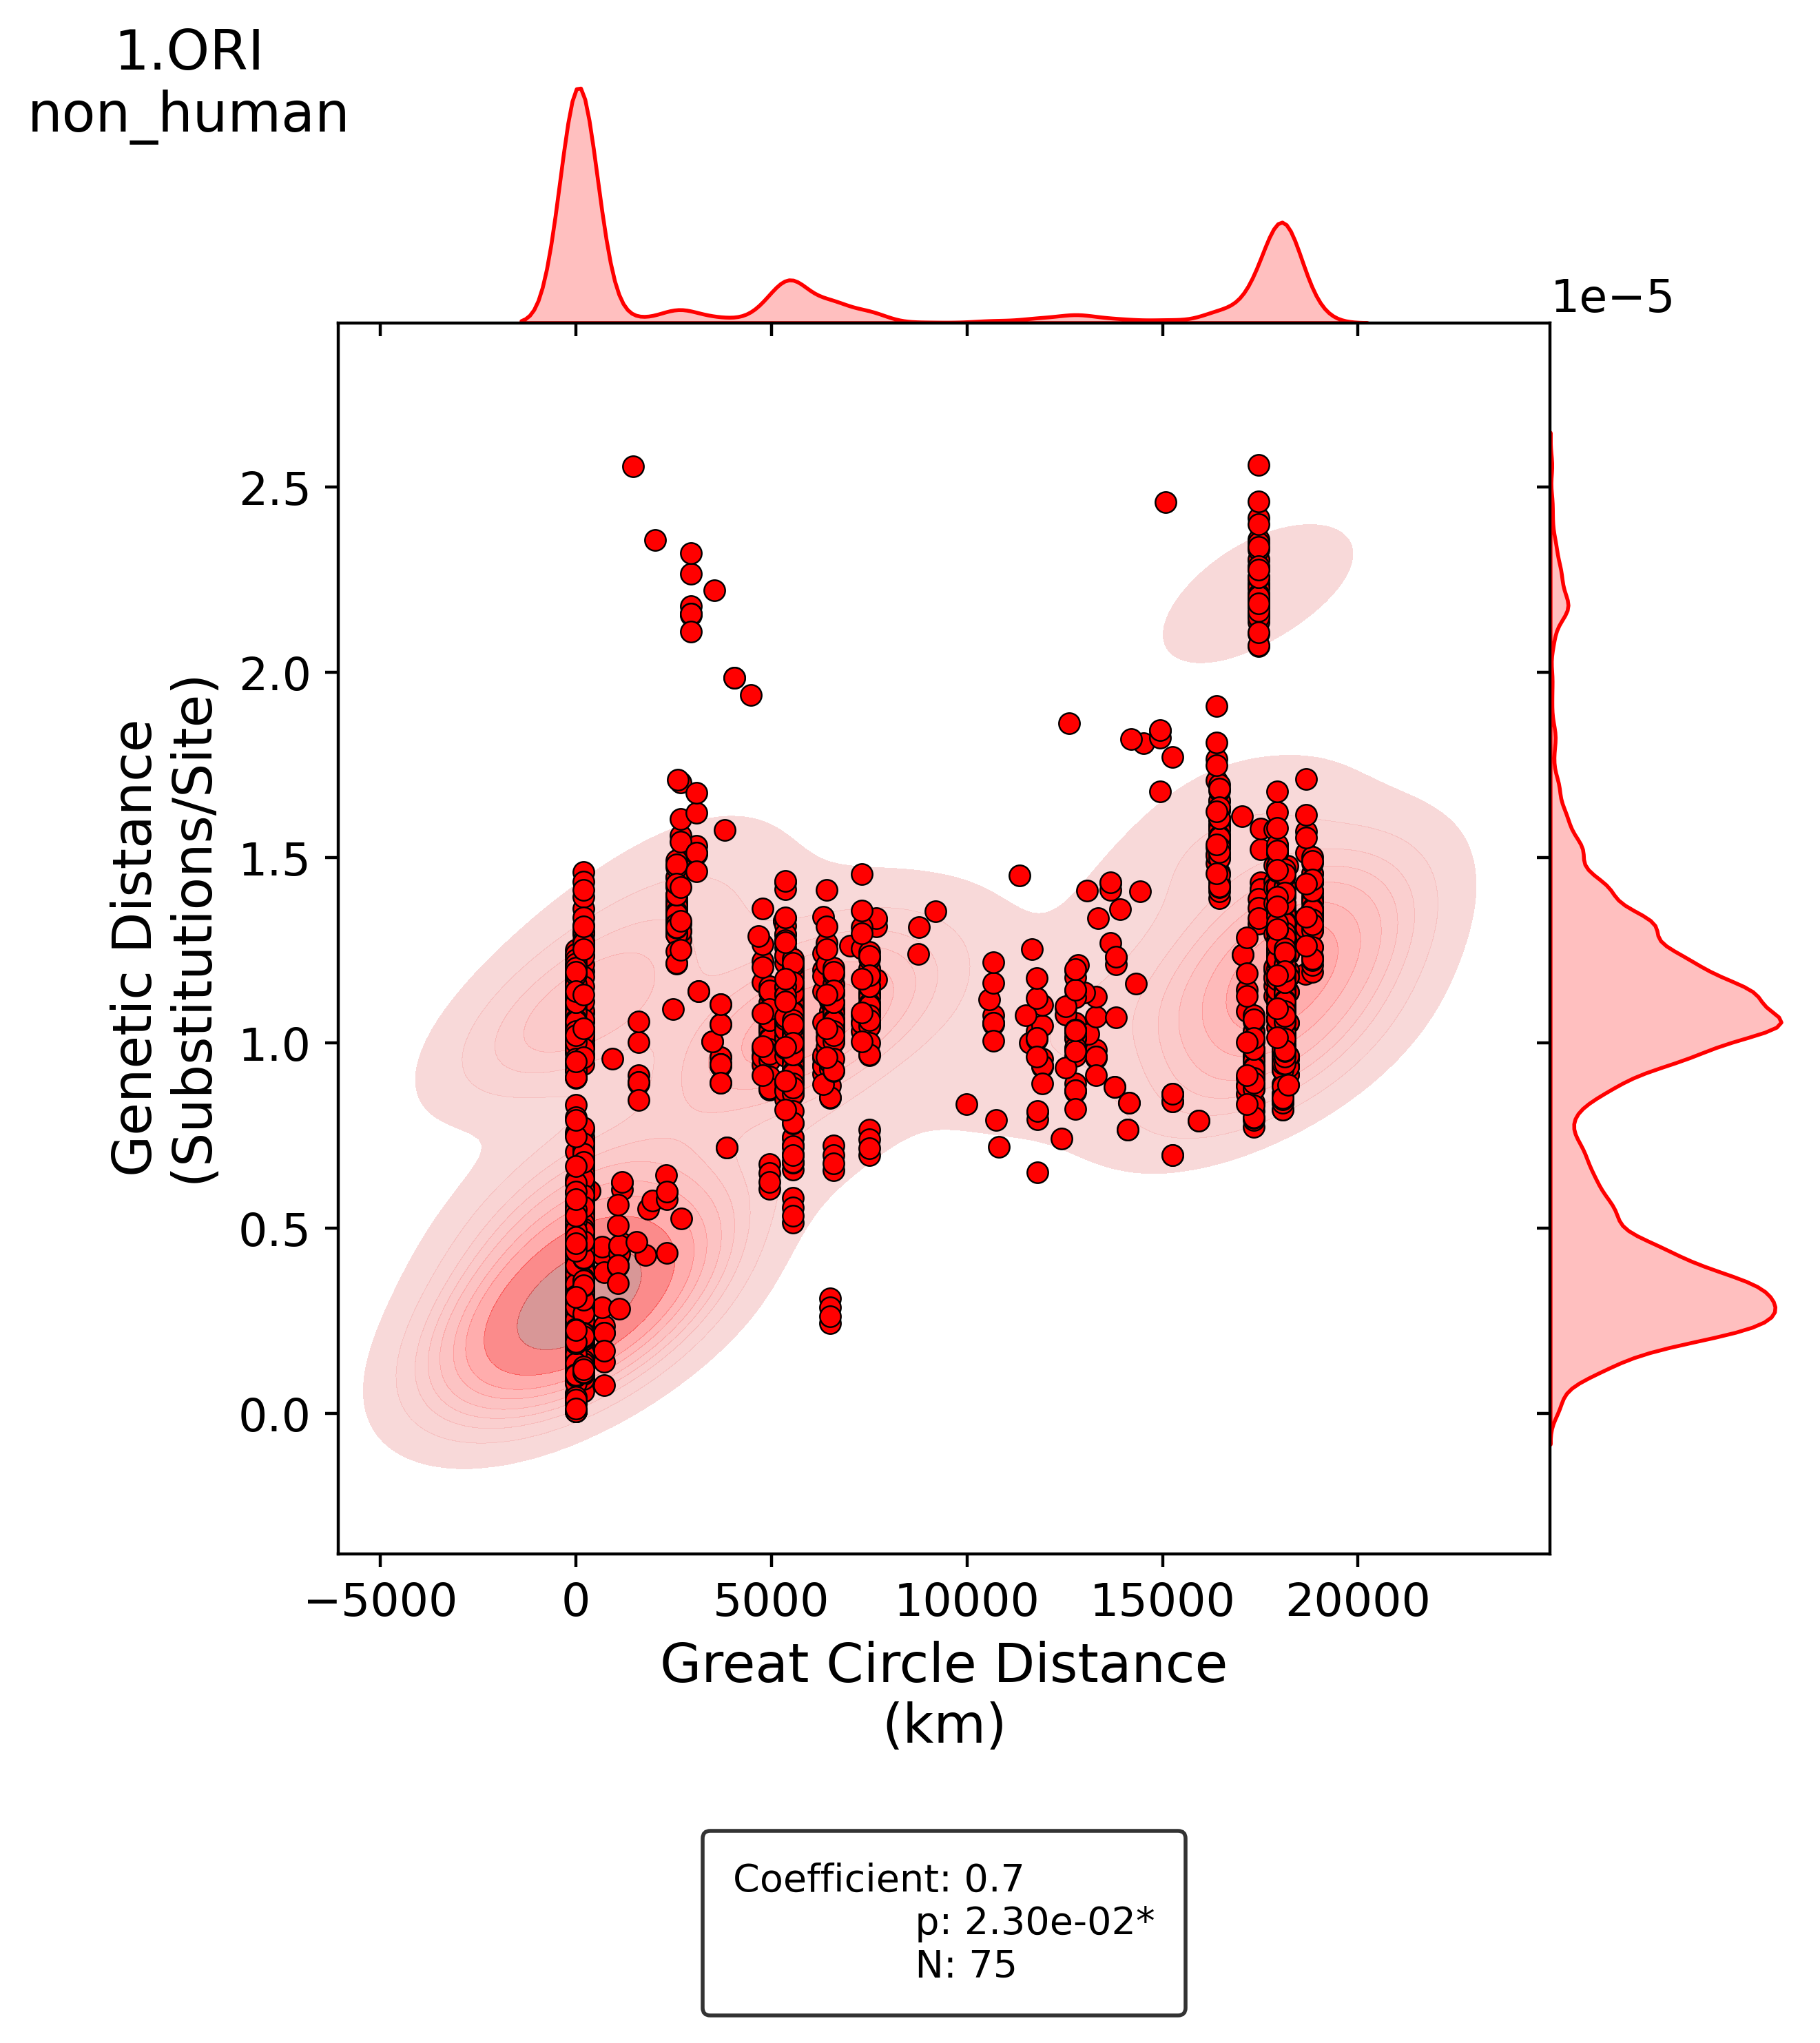 1.ORI
non_human
1e−5
2.5
2.0
1.5
1.0
0.5
0.0
Genetic Distance
(Substitutions/Site)
−5000 0 5000 10000 15000 20000
Great Circle Distance
(km)
Coefficient: 0.7
p: 2.30e-02*
N: 75